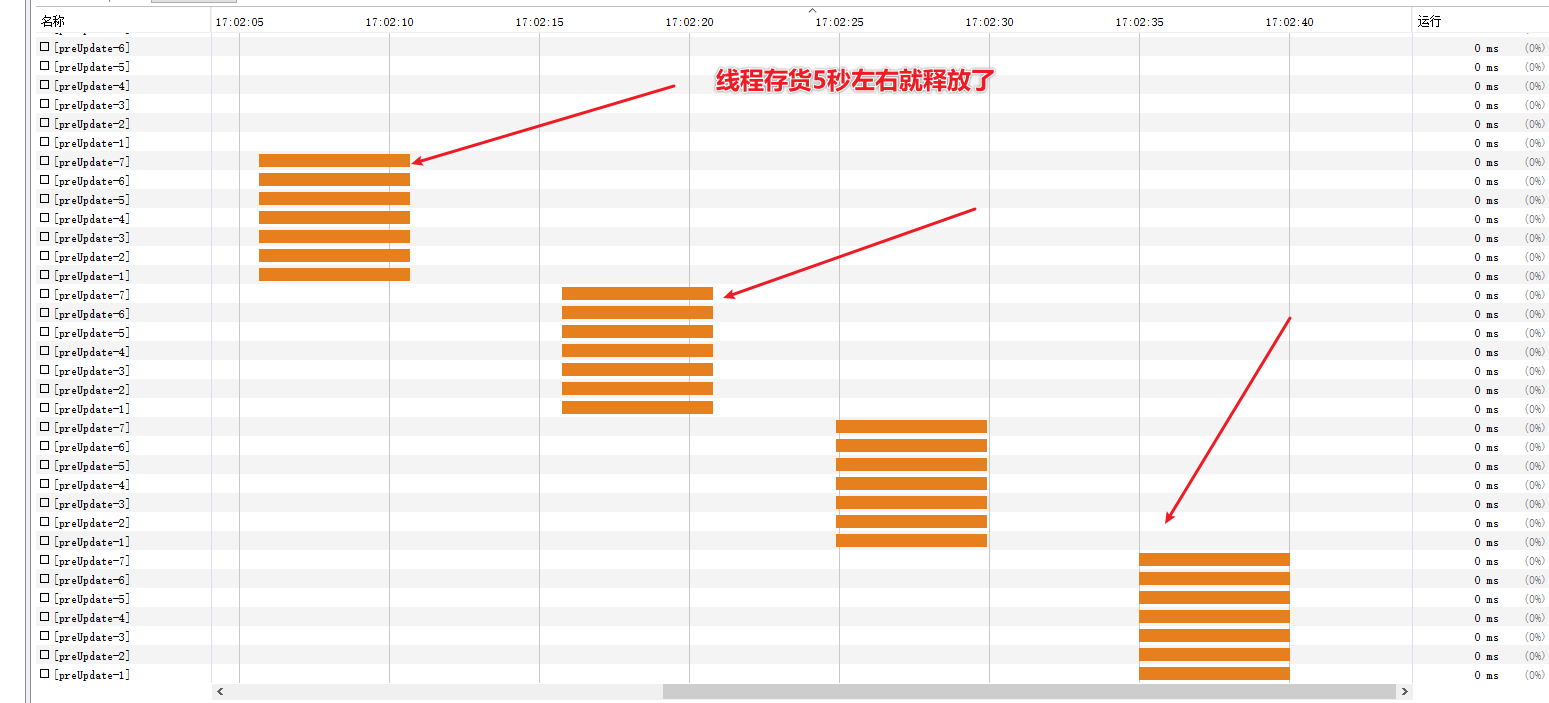 名称 17:02:05 17:02:10 17:02:15 17:02:20 17:02:25 17:02:30 17:02:35 17:02:40 运行
[preUpdate-6] 0 ms (0%)
[preUpdate-5] 0 ms (0%)
[preUpdate-4] 0 ms (0%)
线程存货5秒左右就释放了
[preUpdate-3] 0 ms (0%)
[preUpdate-2] 0 ms (0%)
[preUpdate-1] 0 ms (0%)
[preUpdate-7] 0 ms (0%)
[preUpdate-6] 0 ms (0%)
[preUpdate-5] 0 ms (0%)
[preUpdate-4] 0 ms (0%)
[preUpdate-3] 0 ms (0%)
[preUpdate-2] 0 ms (0%)
[preUpdate-1] 0 ms (0%)
[preUpdate-7] 0 ms (0%)
[preUpdate-6] 0 ms (0%)
[preUpdate-5] 0 ms (0%)
[preUpdate-4] 0 ms (0%)
[preUpdate-3] 0 ms (0%)
[preUpdate-2] 0 ms (0%)
[preUpdate-1] 0 ms (0%)
[preUpdate-7] 0 ms (0%)
[preUpdate-6] 0 ms (0%)
[preUpdate-5] 0 ms (0%)
[preUpdate-4] 0 ms (0%)
[preUpdate-3] 0 ms (0%)
[preUpdate-2] 0 ms (0%)
[preUpdate-1] 0 ms (0%)
[preUpdate-7] 0 ms (0%)
[preUpdate-6] 0 ms (0%)
[preUpdate-5] 0 ms (0%)
[preUpdate-4] 0 ms (0%)
[preUpdate-3] 0 ms (0%)
[preUpdate-2] 0 ms (0%)
[preUpdate-1] 0 ms (0%)